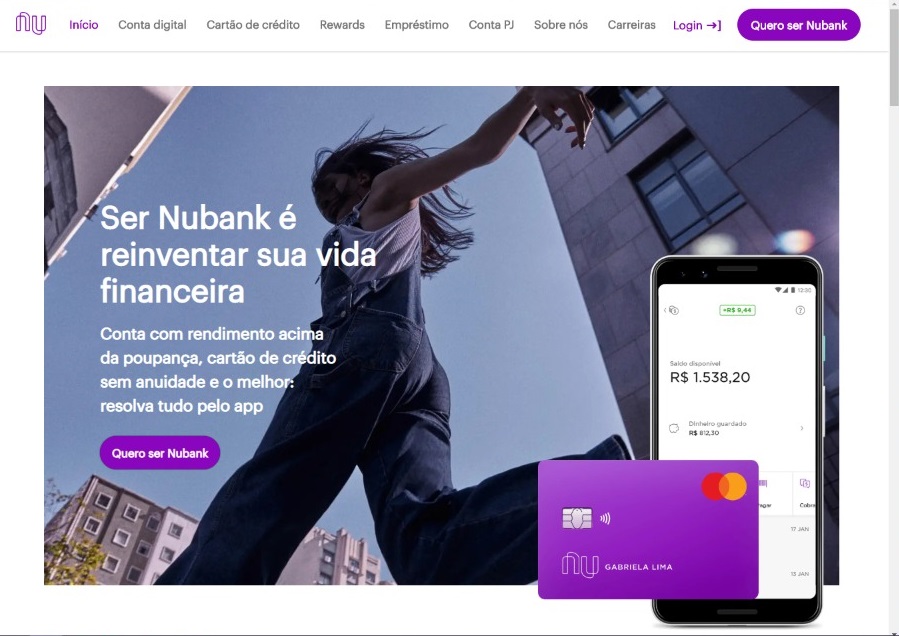 nu
Início
Conta digital
Cartão de crédito
Rewards
Empréstimo
Conta PJ
Sobre nós
Carreiras
Login
Quero ser Nubank
Ser Nubank é
reinventar sua vida
financeira
Conta com rendimento acima
da poupança, cartão de crédito
sem anuidade e o melhor:
resolva tudo pelo app
Quero ser Nubank
+R$ 9,44
?
Saldo disponível
R$ 1.538,20
Dinheiro guardado
R$ 812,30
17 JAN
13 JAN
nu
GABRIELA LIMA